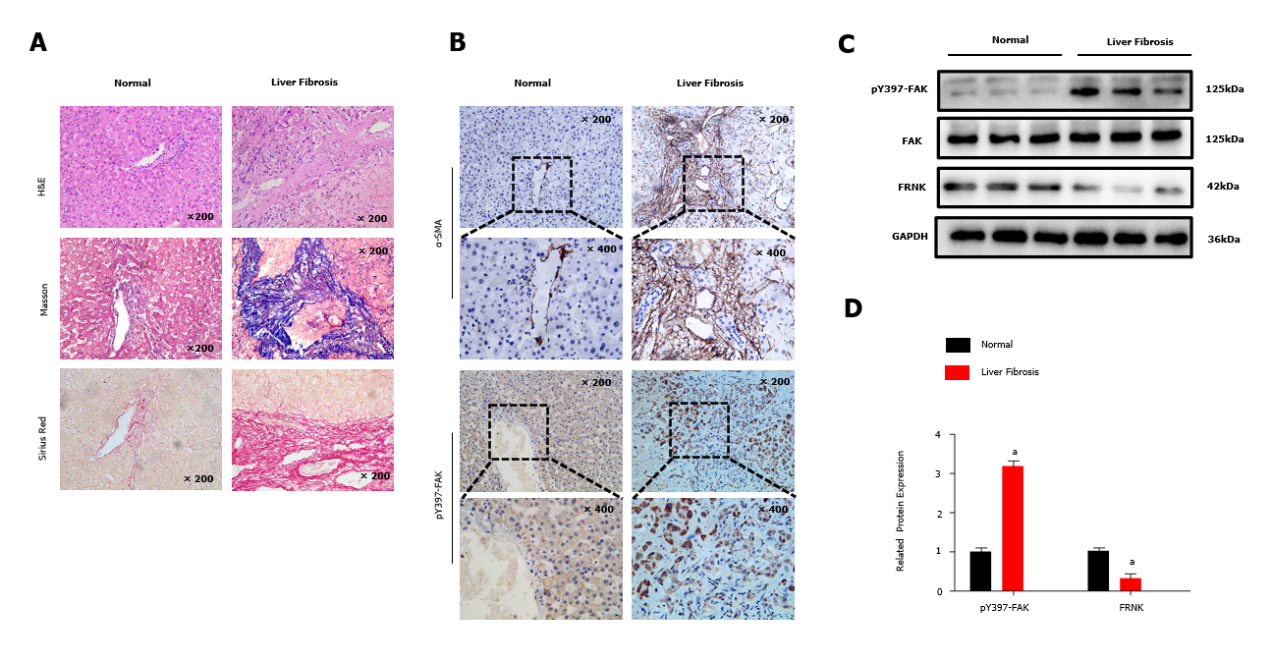 A
Normal
Liver Fibrosis
H&E
×200
× 200
Masson
×200
× 200
Sirius Red
× 200
× 200
B
Normal
Liver Fibrosis
α-SMA
× 200
× 200
× 400
× 400
pY397-FAK
× 200
× 200
× 400
× 400
C
Normal
Liver Fibrosis
pY397-FAK
125kDa
FAK
125kDa
FRNK
42kDa
GAPDH
36kDa
D
Normal
Liver Fibrosis
Related Protein Expression
4
3
2
1
0
a
a
pY397-FAK
FRNK